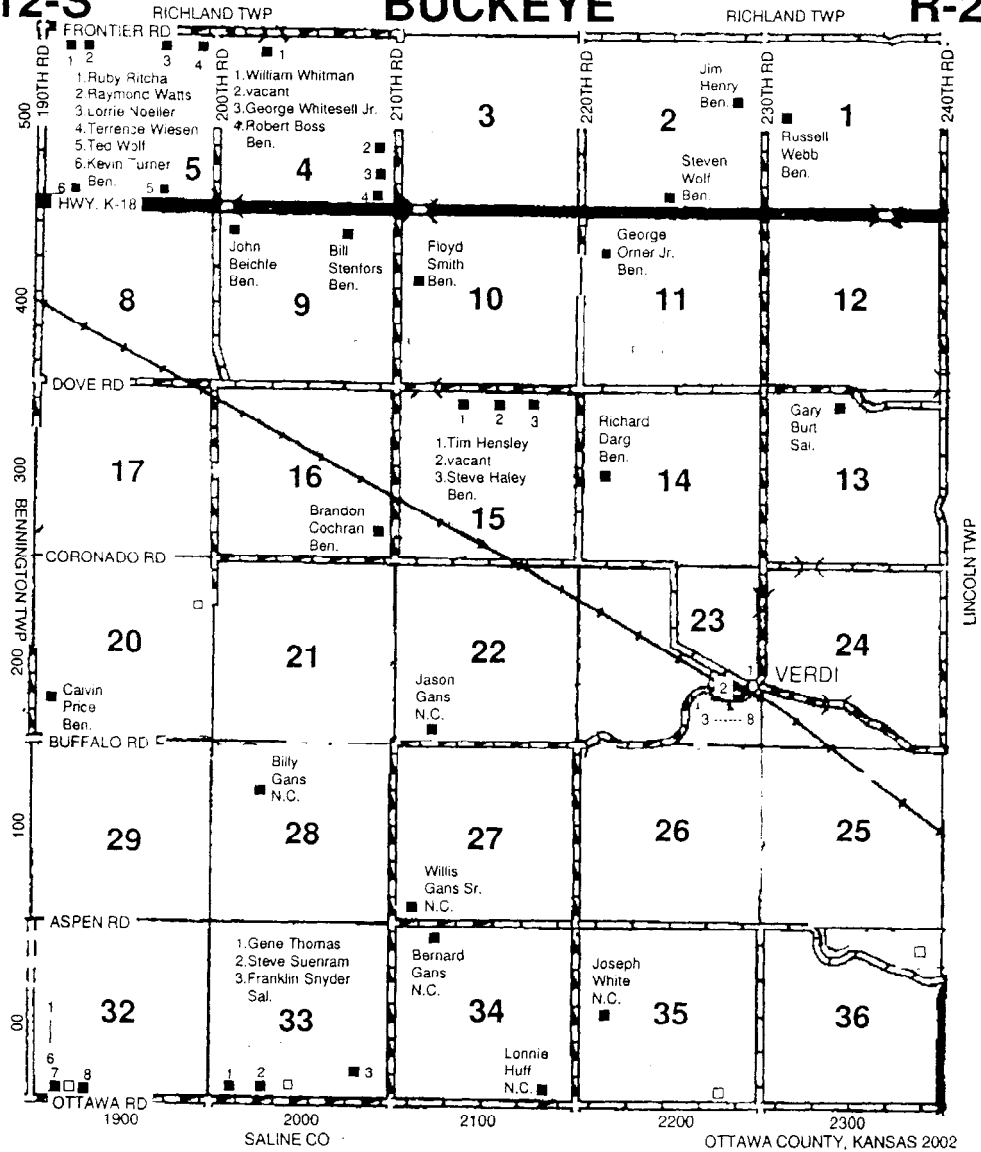 12-S
BUCKEYE
R-2
RICHLAND TWP
RICHLAND TWP
FRONTIER RD
190TH RD
200TH RD
210TH RD
220TH RD
230TH RD
240TH RD
500
1 2 3 4
1.Ruby Ritcha
2.Raymond Watts
3.Lorrie Noeller
4.Terrence Wiesen
5.Ted Wolf
6.Kevin Turner
Ben.
5
6
5
1
1.William Whitman
2.vacant
3.George Whitesell Jr.
4.Robert Boss
Ben.
4
2
3
4
3
Jim
Henry
Ben.
2
Steven
Wolf
Ben.
1
Russell
Webb
Ben.
HWY. K-18
John
Beichle
Ben.
Bill
Stenfors
Ben.
Floyd
Smith
Ben.
George
Orner Jr.
Ben.
400
8
9
10
11
12
DOVE RD
1 2 3
1.Tim Hensley
2.vacant
3.Steve Haley
Ben.
Richard
Darg
Ben.
Gary
Burt
Sal.
300
17
16
15
14
13
Brandon
Cochran
Ben.
BENNINGTON TWP
LINCOLN TWP
CORONADO RD
200
20
21
22
23
24
Calvin
Price
Ben.
Jason
Gans
N.C.
1
VERDI
2
3 ------ 8
BUFFALO RD
Billy
Gans
N.C.
100
29
28
27
26
25
Willis
Gans Sr.
N.C.
ASPEN RD
1.Gene Thomas
2.Steve Suenram
3.Franklin Snyder
Sal.
Bernard
Gans
N.C.
Joseph
White
N.C.
00
32
33
34
35
36
1
6
7 8
1 2 3
Lonnie
Huff
N.C.
OTTAWA RD
1900
2000
2100
2200
2300
SALINE CO
OTTAWA COUNTY, KANSAS 2002